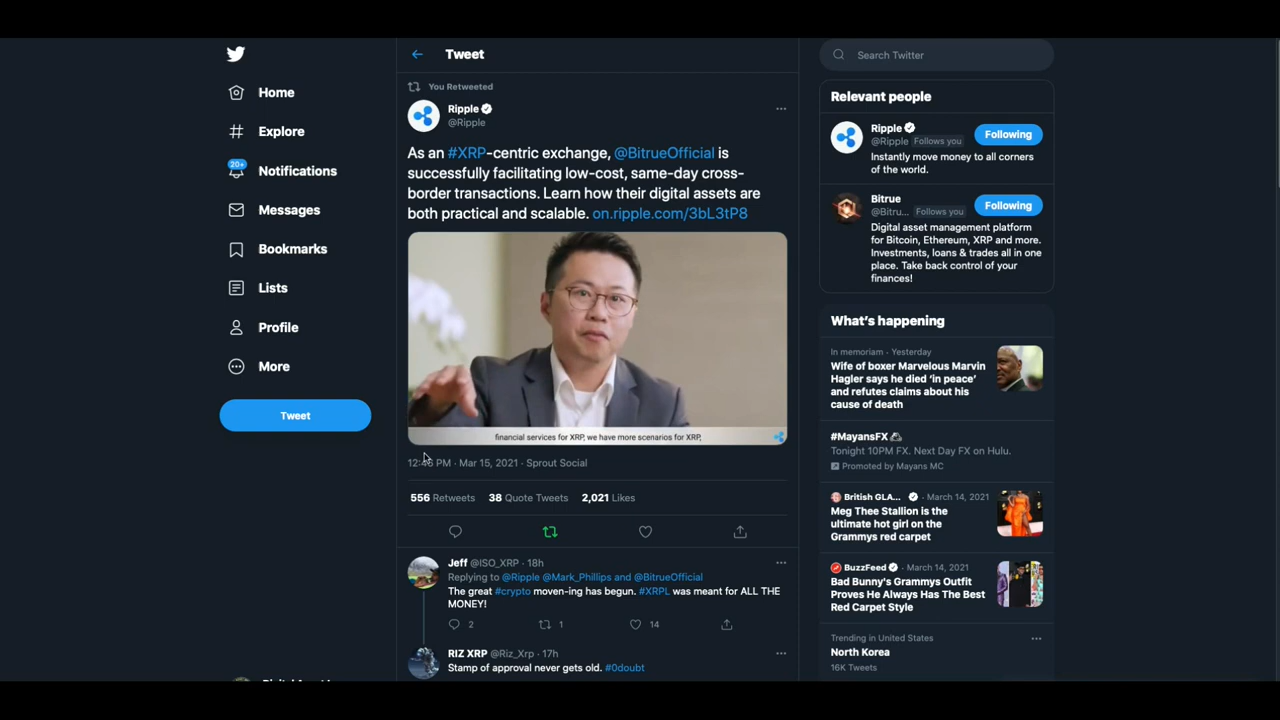 Home
Explore
20+
Notifications
Messages
Bookmarks
Lists
Profile
More
Tweet
Tweet
You Retweeted
Ripple
@Ripple
As an #XRP-centric exchange, @BitrueOfficial is
successfully facilitating low-cost, same-day cross-
border transactions. Learn how their digital assets are
both practical and scalable. on.ripple.com/3bL3tP8
financial services for XRP, we have more scenarios for XRP,
PM · Mar 15, 2021 · Sprout Social
556 Retweets 38 Quote Tweets 2,021 Likes
Jeff @ISO_XRP · 18h
Replying to @Ripple @Mark_Phillips and @BitrueOfficial
The great #crypto moven-ing has begun. #XRPL was meant for ALL THE
MONEY!
2 1 14
RIZ XRP @Riz_Xrp · 17h
Stamp of approval never gets old. #0doubt
Search Twitter
Relevant people
Ripple
@Ripple Follows you
Following
Instantly move money to all corners
of the world.
Bitrue
@Bitru... Follows you
Following
Digital asset management platform
for Bitcoin, Ethereum, XRP and more.
Investments, loans & trades all in one
place. Take back control of your
finances!
What's happening
In memoriam · Yesterday
Wife of boxer Marvelous Marvin
Hagler says he died 'in peace'
and refutes claims about his
cause of death
#MayansFX
Tonight 10PM FX. Next Day FX on Hulu.
Promoted by Mayans MC
British GLA... · March 14, 2021
Meg Thee Stallion is the
ultimate hot girl on the
Grammys red carpet
BuzzFeed · March 14, 2021
Bad Bunny's Grammys Outfit
Proves He Always Has The Best
Red Carpet Style
Trending in United States
North Korea
16K Tweets